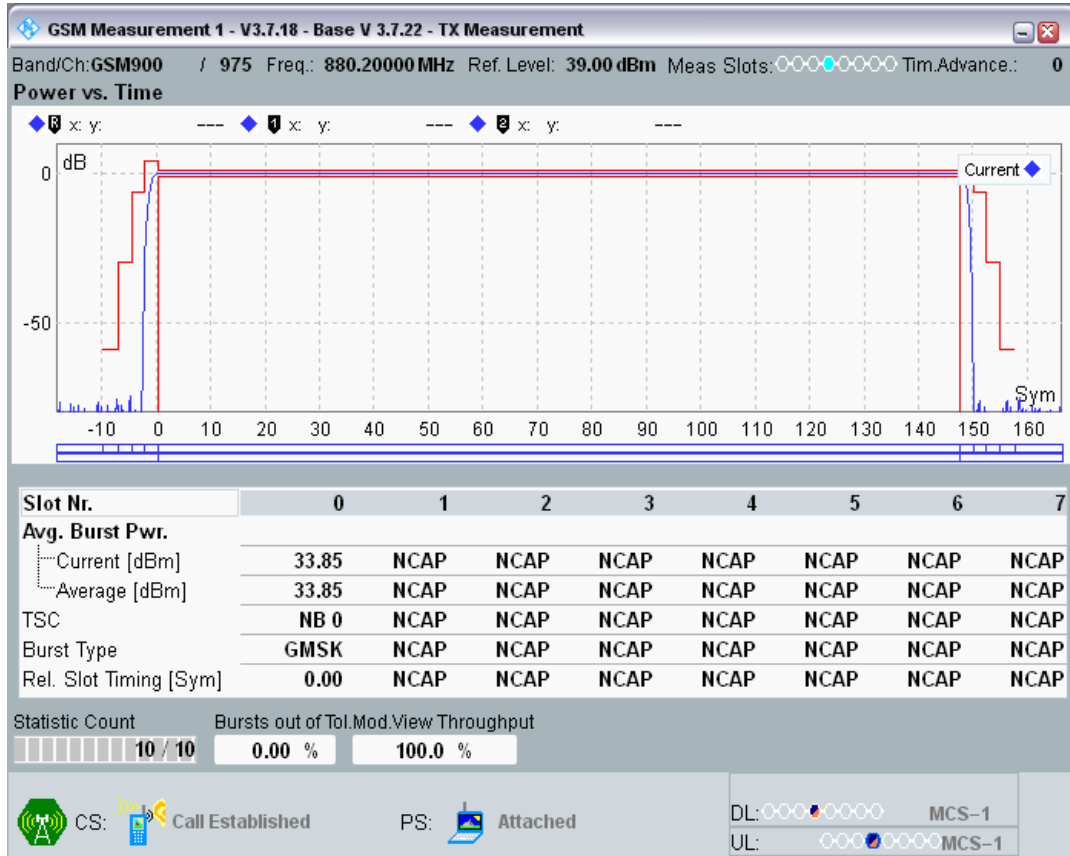 GSM Measurement 1 - V3.7.18 - Base V 3.7.22 - TX Measurement
Band/Ch:GSM900 / 975 Freq.: 880.20000 MHz Ref. Level: 39.00 dBm Meas Slots: Tim.Advance.: 0
Power vs. Time
R x: y: --- 1 x: y: --- 2 x: y: ---
dB
Current
0
-50
Sym
-10 0 10 20 30 40 50 60 70 80 90 100 110 120 130 140 150 160
Slot Nr. 0 1 2 3 4 5 6 7
Avg. Burst Pwr.
Current [dBm] 33.85 NCAP NCAP NCAP NCAP NCAP NCAP NCAP
Average [dBm] 33.85 NCAP NCAP NCAP NCAP NCAP NCAP NCAP
TSC NB 0 NCAP NCAP NCAP NCAP NCAP NCAP NCAP
Burst Type GMSK NCAP NCAP NCAP NCAP NCAP NCAP NCAP
Rel. Slot Timing [Sym] 0.00 NCAP NCAP NCAP NCAP NCAP NCAP NCAP
Statistic Count Bursts out of Tol.Mod.View Throughput
10 / 10 0.00 % 100.0 %
CS: Call Established PS: Attached
DL: MCS-1
UL: MCS-1